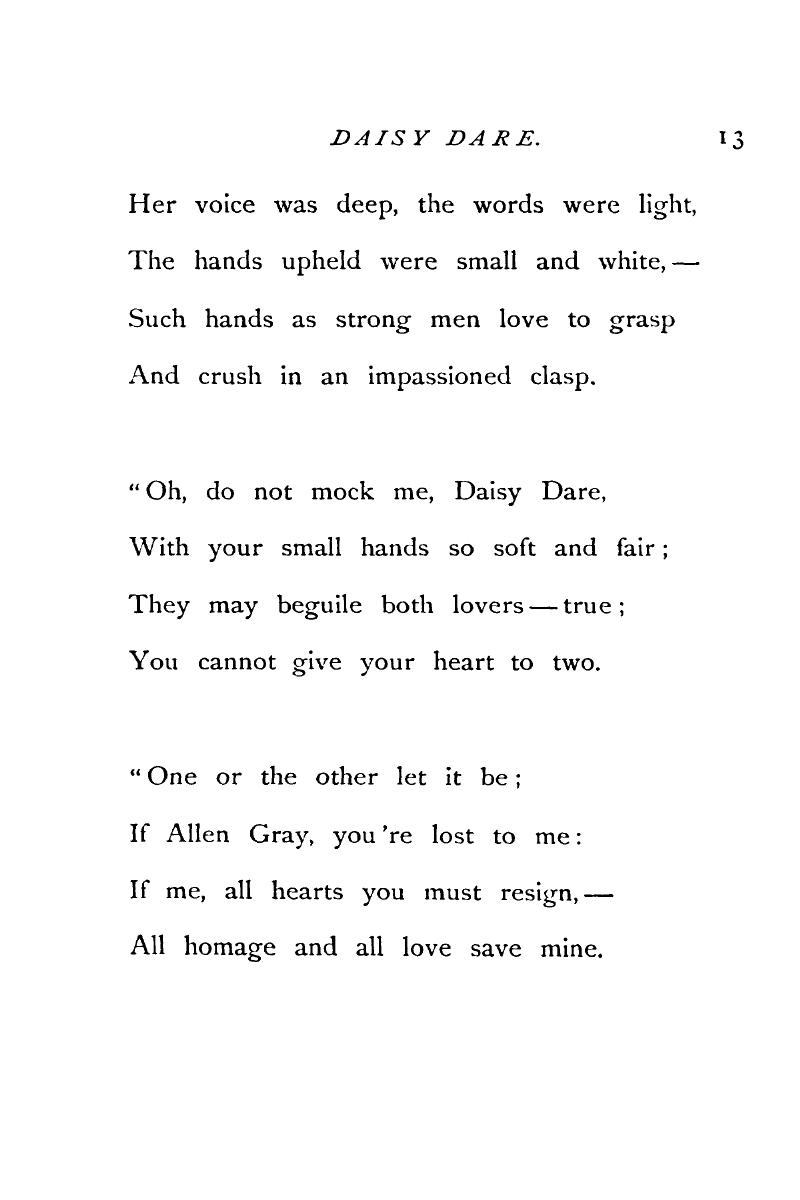 DAISY DARE. 13
Her voice was deep, the words were light,
The hands upheld were small and white,—
Such hands as strong men love to grasp
And crush in an impassioned clasp.
“Oh, do not mock me, Daisy Dare,
With your small hands so soft and fair;
They may beguile both lovers—true;
You cannot give your heart to two.
“One or the other let it be;
If Allen Gray, you’re lost to me:
If me, all hearts you must resign,—
All homage and all love save mine.